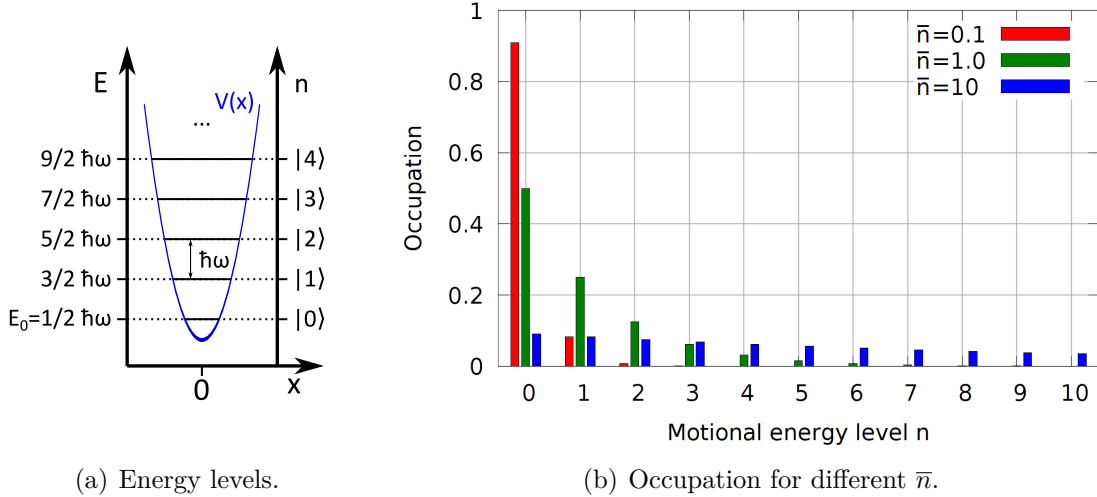 E
n
V(x)
...
9/2 ħω
|4⟩
7/2 ħω
|3⟩
5/2 ħω
|2⟩
ħω
3/2 ħω
|1⟩
E₀=1/2 ħω
|0⟩
0
x
(a) Energy levels.
1
0.8
0.6
0.4
0.2
0
Occupation
n̅=0.1
n̅=1.0
n̅=10
0 1 2 3 4 5 6 7 8 9 10
Motional energy level n
(b) Occupation for different n̅.